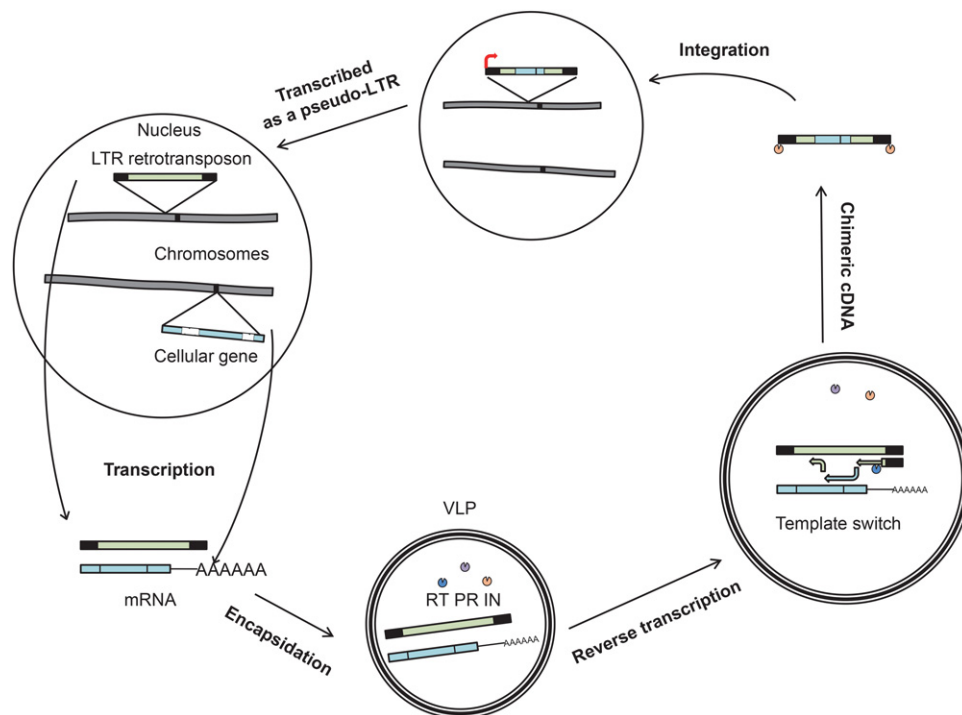 Integration
Transcribed
as a pseudo-LTR
Nucleus
LTR retrotransposon
Chromosomes
Cellular gene
Chimeric cDNA
Transcription
AAAAAA
mRNA
Encapsidation
VLP
RT PR IN
AAAAAA
Reverse transcription
AAAAAA
Template switch